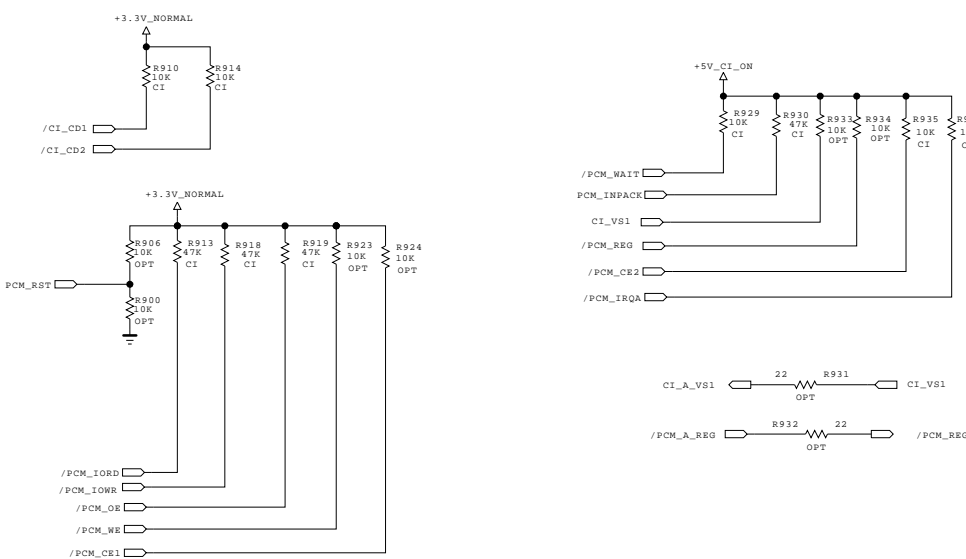 +3.3V_NORMAL
R910
10K
CI
R914
10K
CI
/CI_CD1
/CI_CD2
+3.3V_NORMAL
R906
10K
OPT
R913
47K
CI
R918
47K
CI
R919
47K
CI
R923
10K
OPT
R924
10K
OPT
PCM_RST
R900
10K
OPT
/PCM_IORD
/PCM_IOWR
/PCM_OE
/PCM_WE
/PCM_CE1
+5V_CI_ON
R929
10K
CI
R930
47K
CI
R933
10K
OPT
R934
10K
OPT
R935
10K
CI
/PCM_WAIT
PCM_INPACK
CI_VS1
/PCM_REG
/PCM_CE2
/PCM_IRQA
CI_A_VS1
22
R931
OPT
CI_VS1
/PCM_A_REG
R932
22
OPT
/PCM_REG